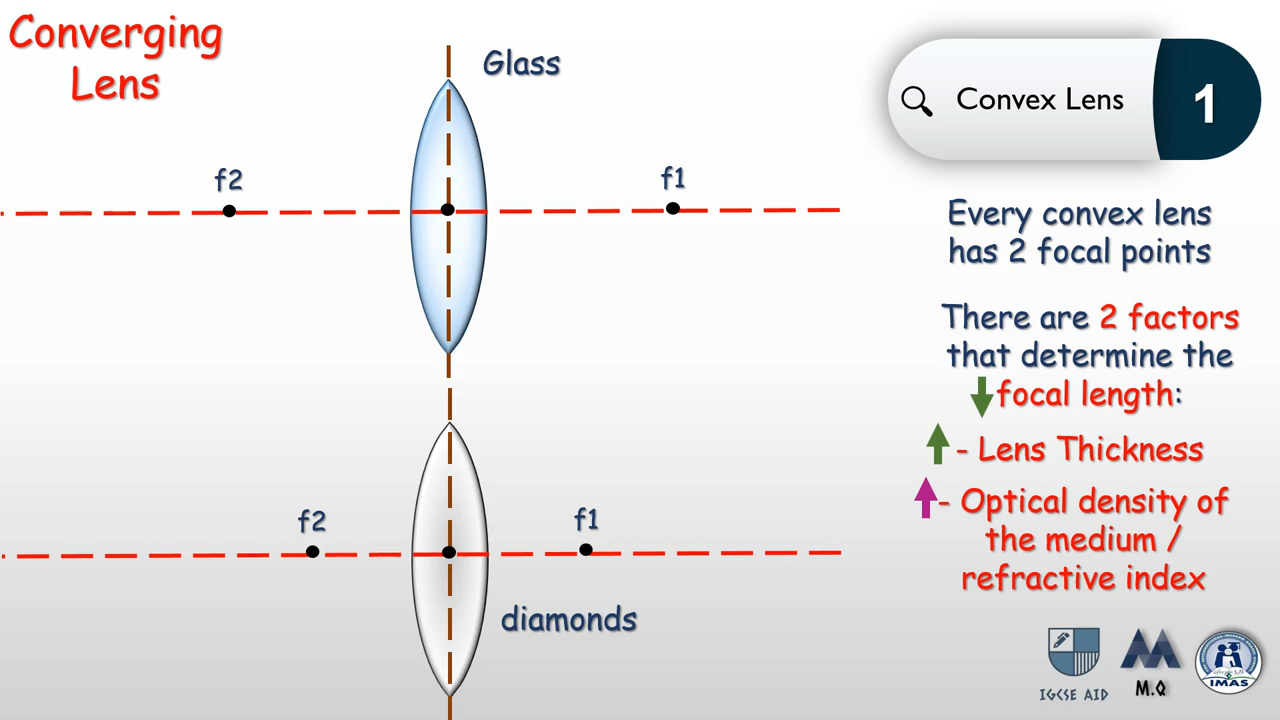 Converging
Lens
Glass
f2
f1
f2
f1
diamonds
Convex Lens
1
Every convex lens
has 2 focal points
There are 2 factors
that determine the
focal length:
- Lens Thickness
- Optical density of
the medium /
refractive index
IGCSE AID
M.Q
IMAS